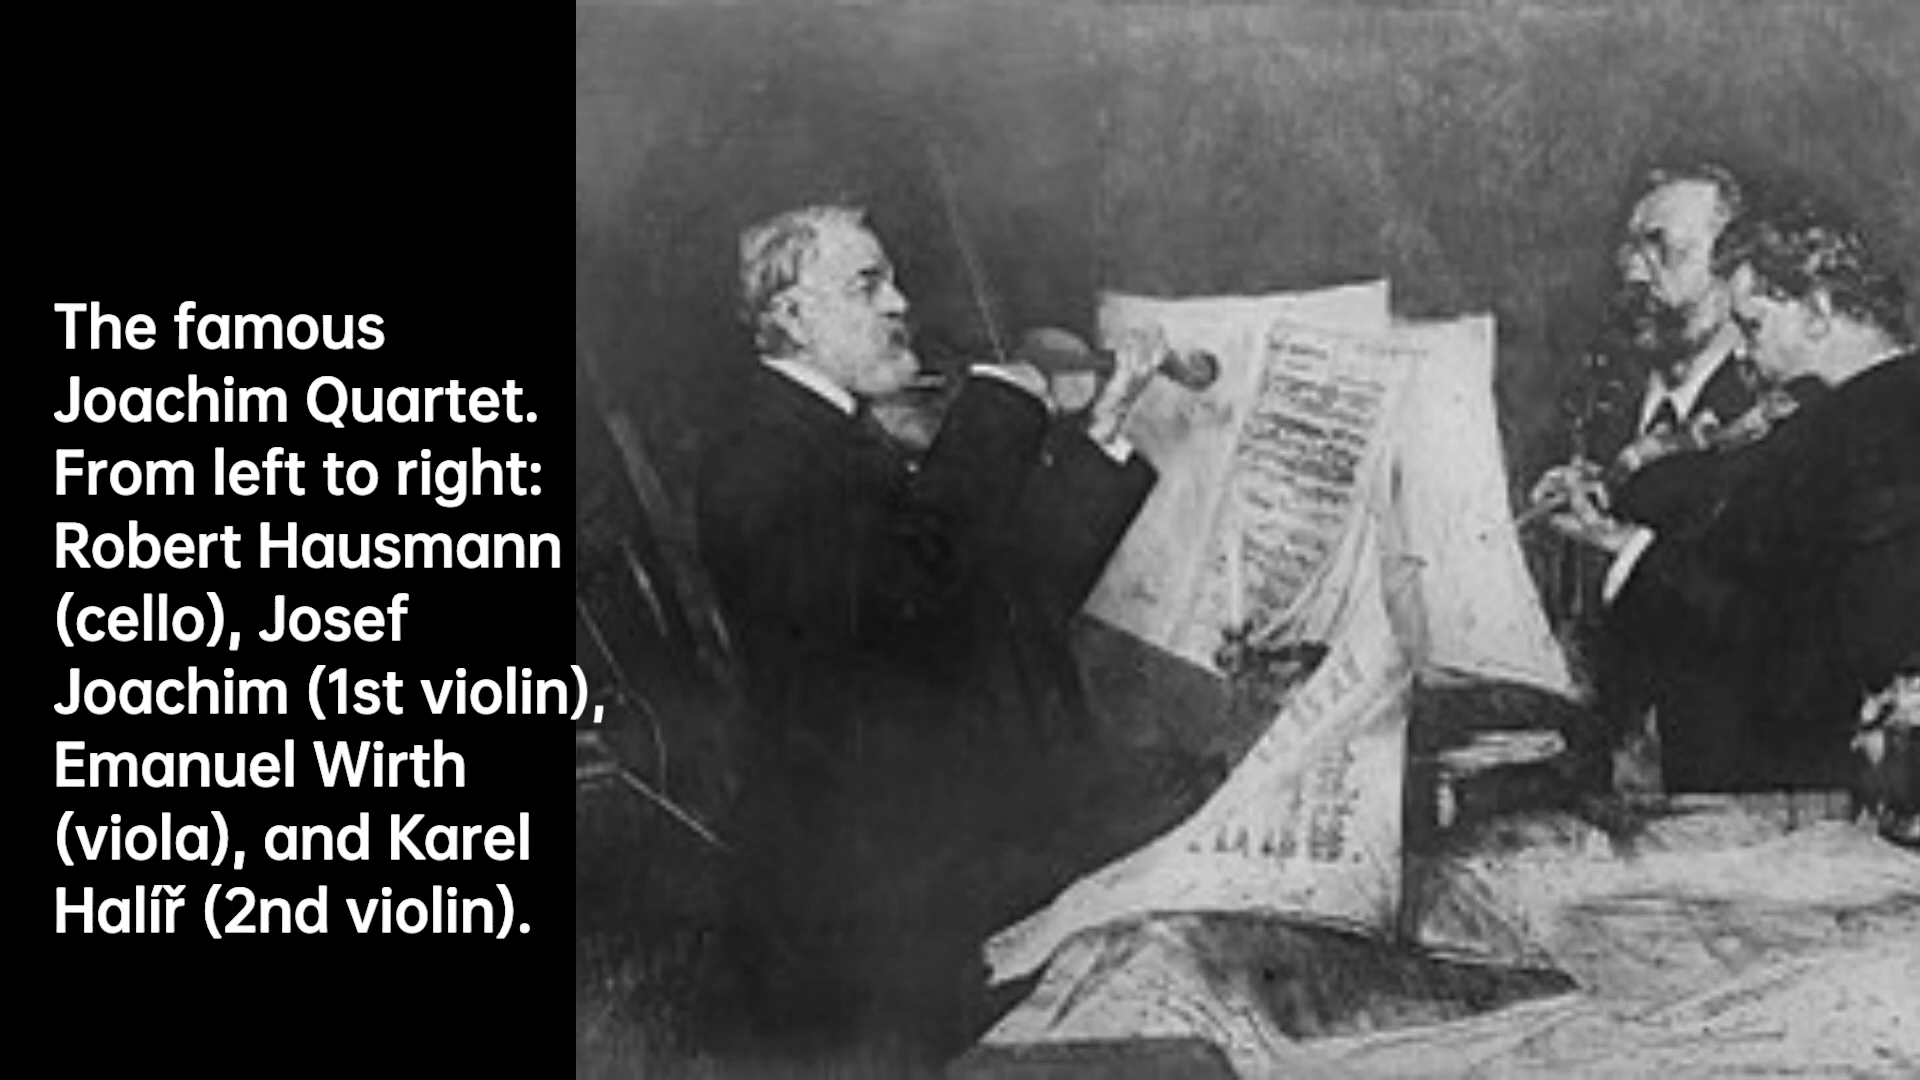 The famous
Joachim Quartet.
From left to right:
Robert Hausmann
(cello), Josef
Joachim (1st violin),
Emanuel Wirth
(viola), and Karel
Halíř (2nd violin).